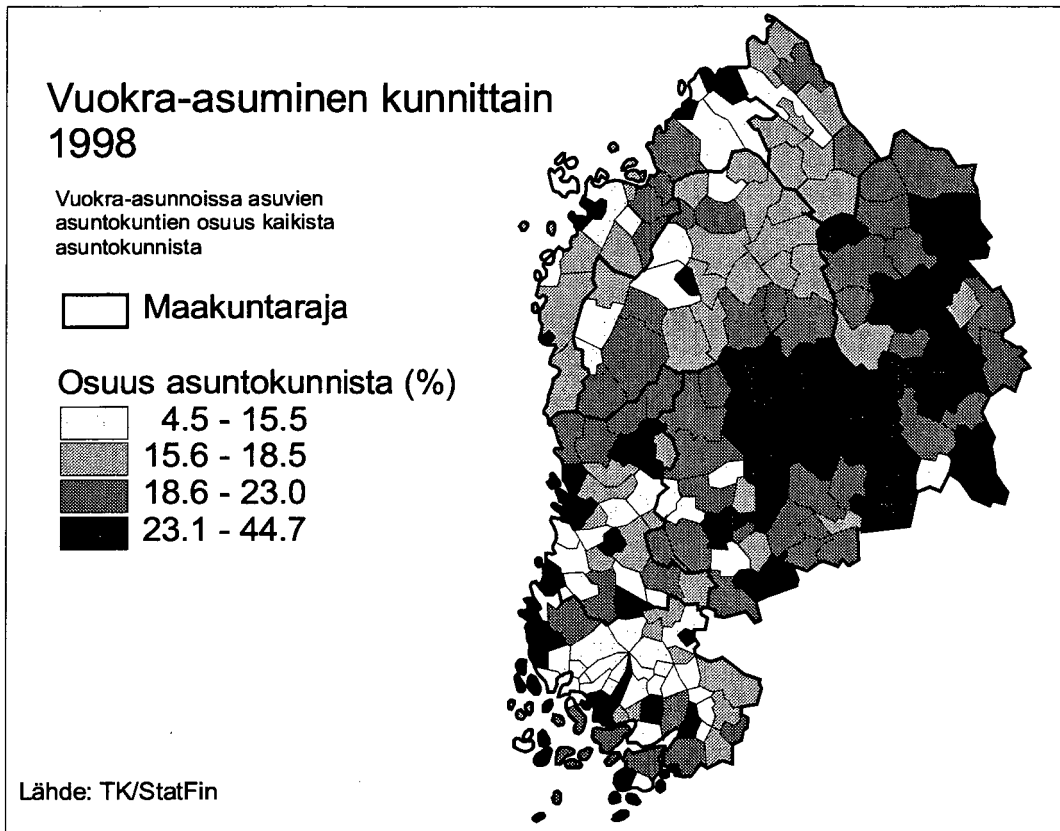 Vuokra-asuminen kunnittain
1998
Vuokra-asunnoissa asuvien
asuntokuntien osuus kaikista
asuntokunnista
Maakuntaraja
Osuus asuntokunnista (%)
4.5 - 15.5
15.6 - 18.5
18.6 - 23.0
23.1 - 44.7
Lähde: TK/StatFin